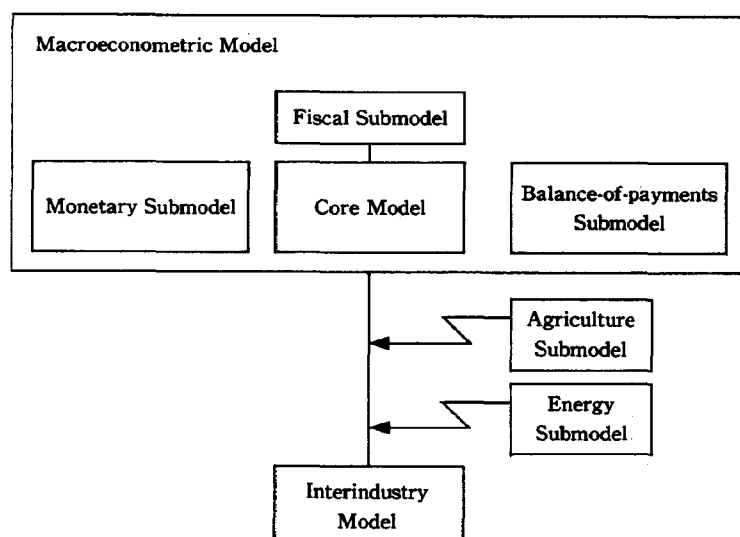 Macroeconometric Model
Fiscal Submodel
Monetary Submodel
Core Model
Balance-of-payments
Submodel
Agriculture
Submodel
Energy
Submodel
Interindustry
Model